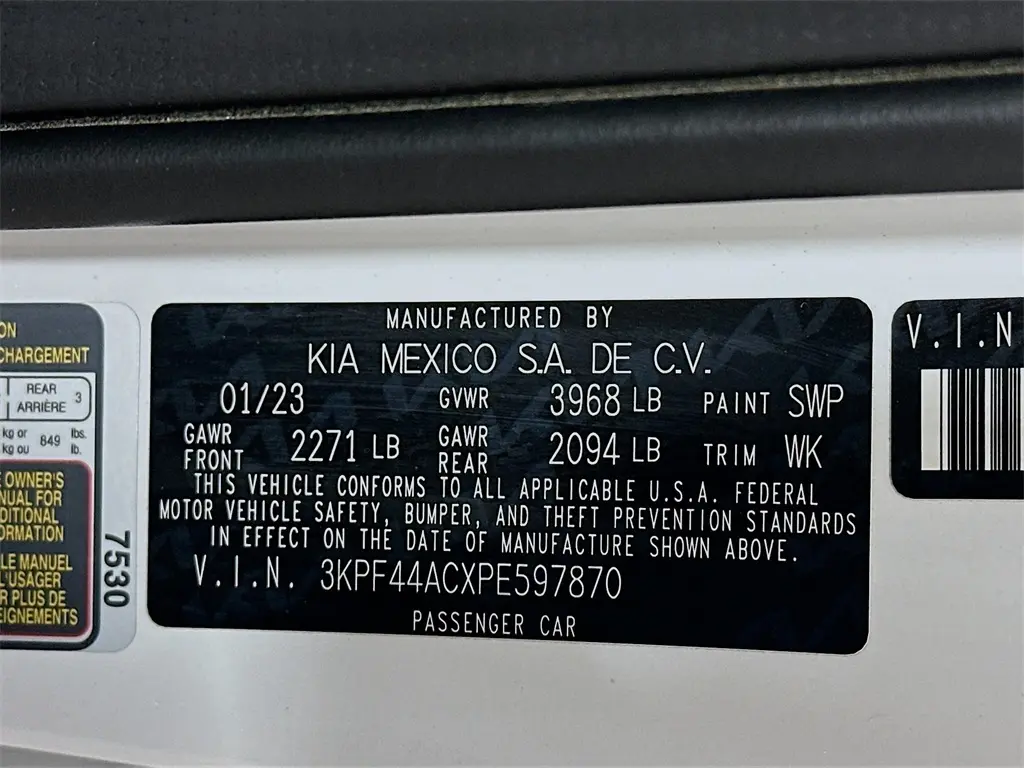 ON
CHARGEMENT
REAR
ARRIÈRE 3
kg or 849 lbs.
kg ou lb.
OWNER'S
NUAL FOR
DITIONAL
ORMATION
LE MANUEL
L'USAGER
R PLUS DE
EIGNEMENTS
7530
MANUFACTURED BY
KIA MEXICO S.A. DE C.V.
01/23 GVWR 3968 LB PAINT SWP
GAWR FRONT 2271 LB GAWR REAR 2094 LB TRIM WK
THIS VEHICLE CONFORMS TO ALL APPLICABLE U.S.A. FEDERAL
MOTOR VEHICLE SAFETY, BUMPER, AND THEFT PREVENTION STANDARDS
IN EFFECT ON THE DATE OF MANUFACTURE SHOWN ABOVE.
V.I.N. 3KPF44ACXPE597870
PASSENGER CAR
V.I.N